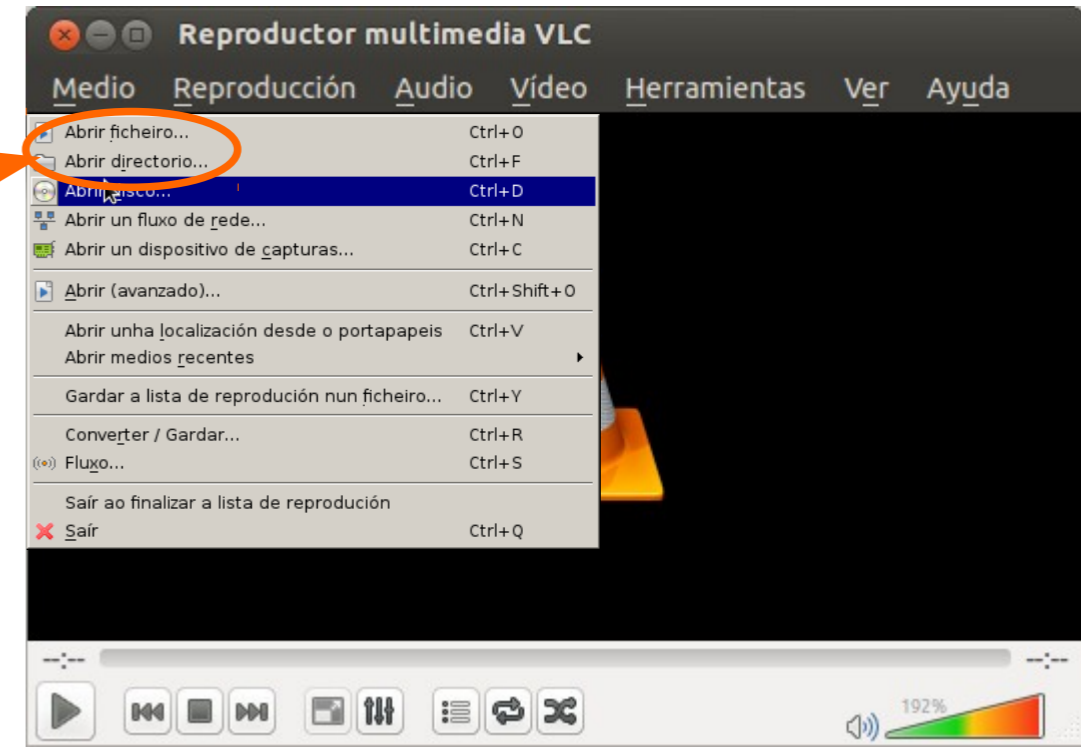 Reproductor multimedia VLC
Medio Reproducción Audio Vídeo Herramientas Ver Ayuda
Abrir ficheiro... Ctrl+O
Abrir directorio... Ctrl+F
Abrir disco... Ctrl+D
Abrir un fluxo de rede... Ctrl+N
Abrir un dispositivo de capturas... Ctrl+C
Abrir (avanzado)... Ctrl+Shift+O
Abrir unha localización desde o portapapeis Ctrl+V
Abrir medios recentes
Gardar a lista de reprodución nun ficheiro... Ctrl+Y
Converter / Gardar... Ctrl+R
Fluxo... Ctrl+S
Saír ao finalizar a lista de reprodución
Saír Ctrl+Q
--:-- --:--
192%